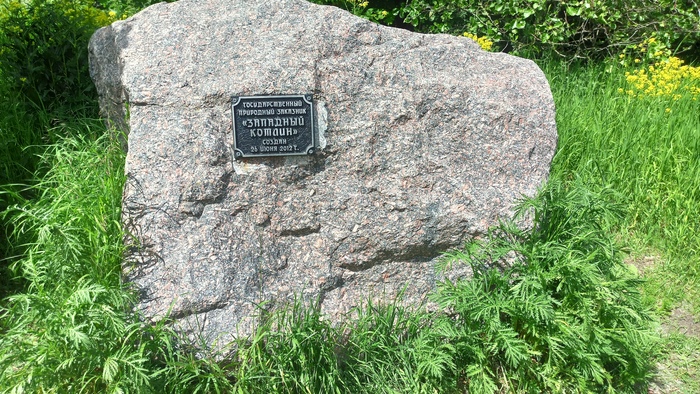 ГОСУДАРСТВЕННЫЙ
ПРИРОДНЫЙ ЗАКАЗНИК
«ЗАПАДНЫЙ
КОТЛИН»
СОЗДАН
26 ИЮНЯ 2012 Г.